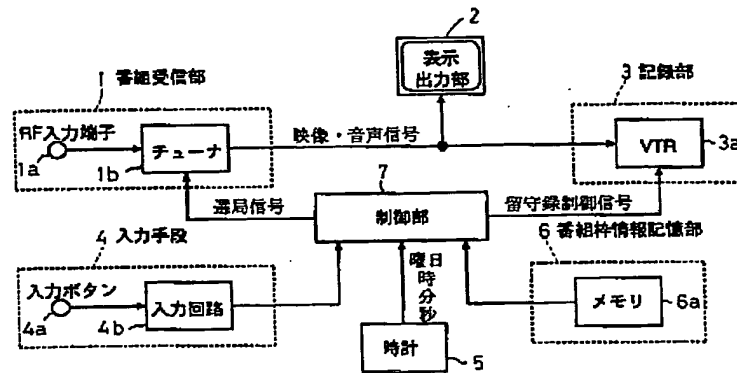 2
表示
出力部
1 番組受信部
3 記録部
RF入力端子
1a
チューナ
1b
映像・音声信号
VTR
3a
7
選局信号
制御部
留守録制御信号
4 入力手段
6 番組枠情報記憶部
入力ボタン
4a
入力回路
4b
曜日
時
分
秒
メモリ
6a
時計
5